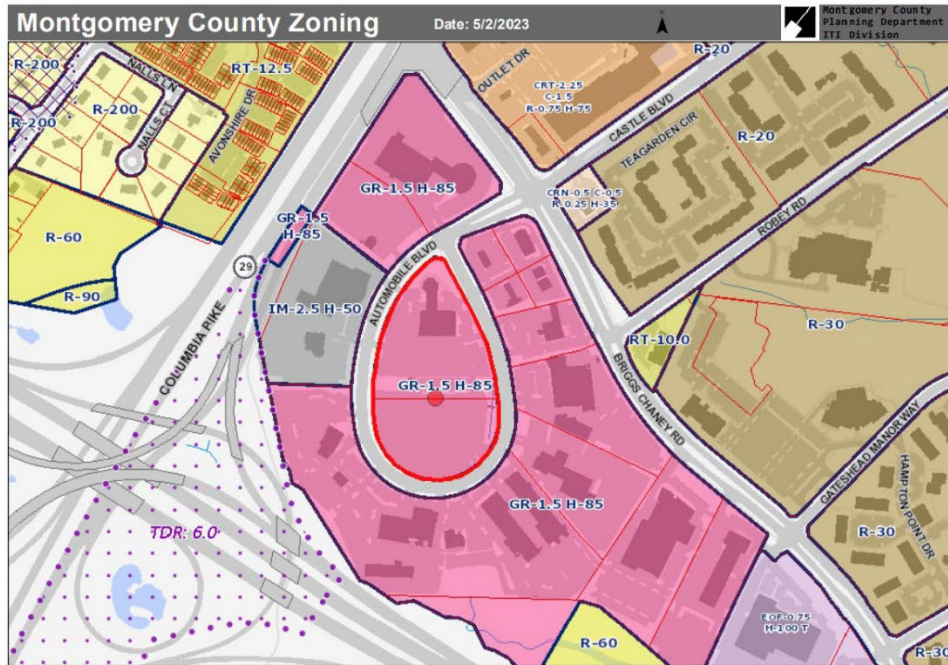 Montgomery County Zoning
Date: 5/2/2023
Montgomery County
Planning Department
ITI Division
R-200
NALLS LN
RT-12.5
OUTLET DR
R-20
CRT-2.25
C-1.5
R-0.75 H-75
CASTLE BLVD
R-200
R-200
NALLS CT
AVONSHIRE DR
TEAGARDEN CIR
R-20
GR-1.5 H-85
CRN-0.5 C-0.5
R-0.25 H-35
ROBEY RD
GR-1.5
H-85
R-60
AUTOMOBILE BLVD
29
R-90
IM-2.5 H-50
COLUMBIA PIKE
R-30
RT-10.0
GR-1.5 H-85
BRIGGS CHANEY RD
GATESHEAD MANOR WAY
HAMPTON POINT DR
GR-1.5 H-85
TDR: 6.0
R-30
EOF-0.75
H-100 T
R-60
R-30